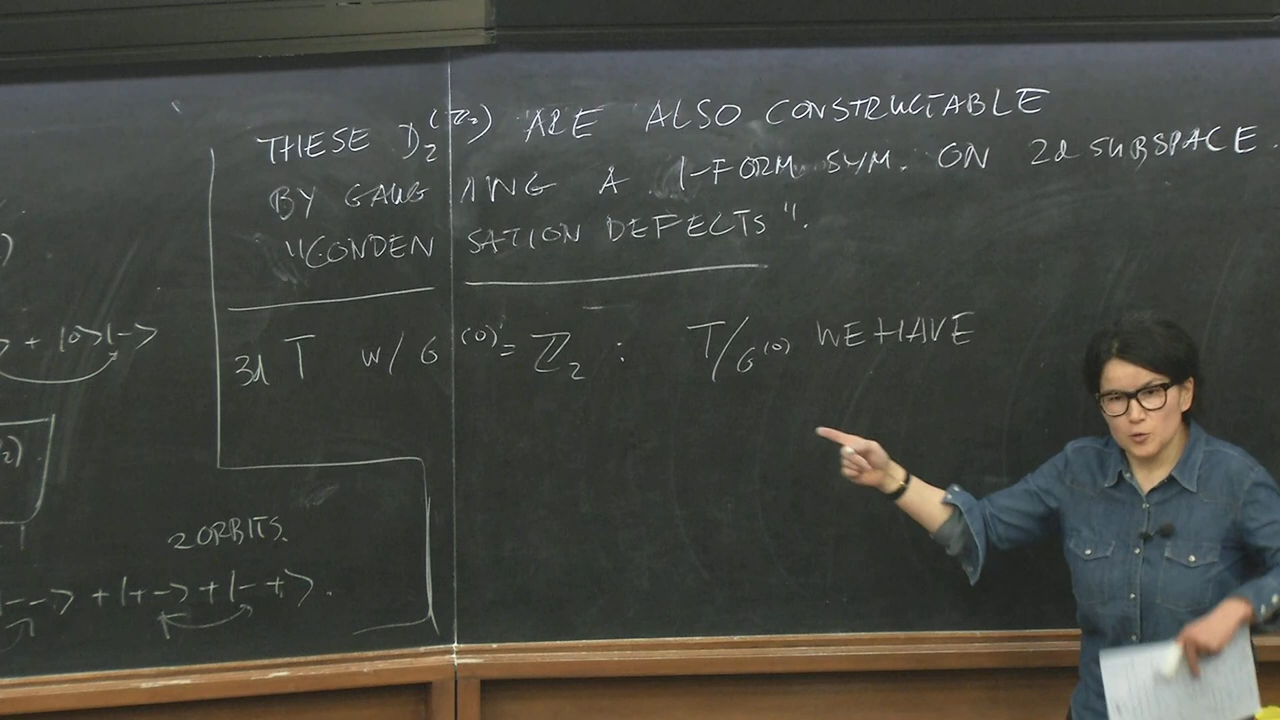 THESE D₂^(ℤ₂) ARE ALSO CONSTRUCTABLE
BY GAUGING A 1-FORM SYM. ON 2d SUBSPACE.
"CONDENSATION DEFECTS".
3d T w/ G^(0) = ℤ₂ : T/G^(0) WE HAVE
+ |0>|->
2 ORBITS.
|--> + |+-> + |-+>.